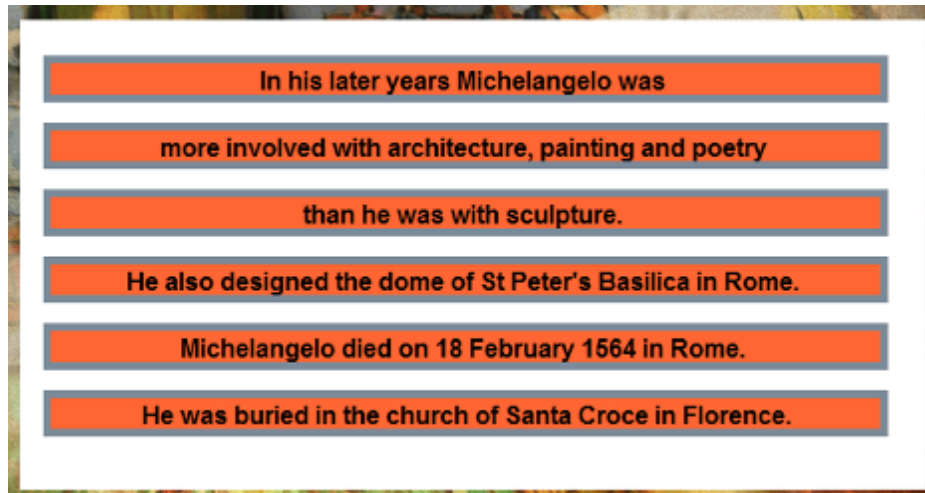 In his later years Michelangelo was
more involved with architecture, painting and poetry
than he was with sculpture.
He also designed the dome of St Peter's Basilica in Rome.
Michelangelo died on 18 February 1564 in Rome.
He was buried in the church of Santa Croce in Florence.